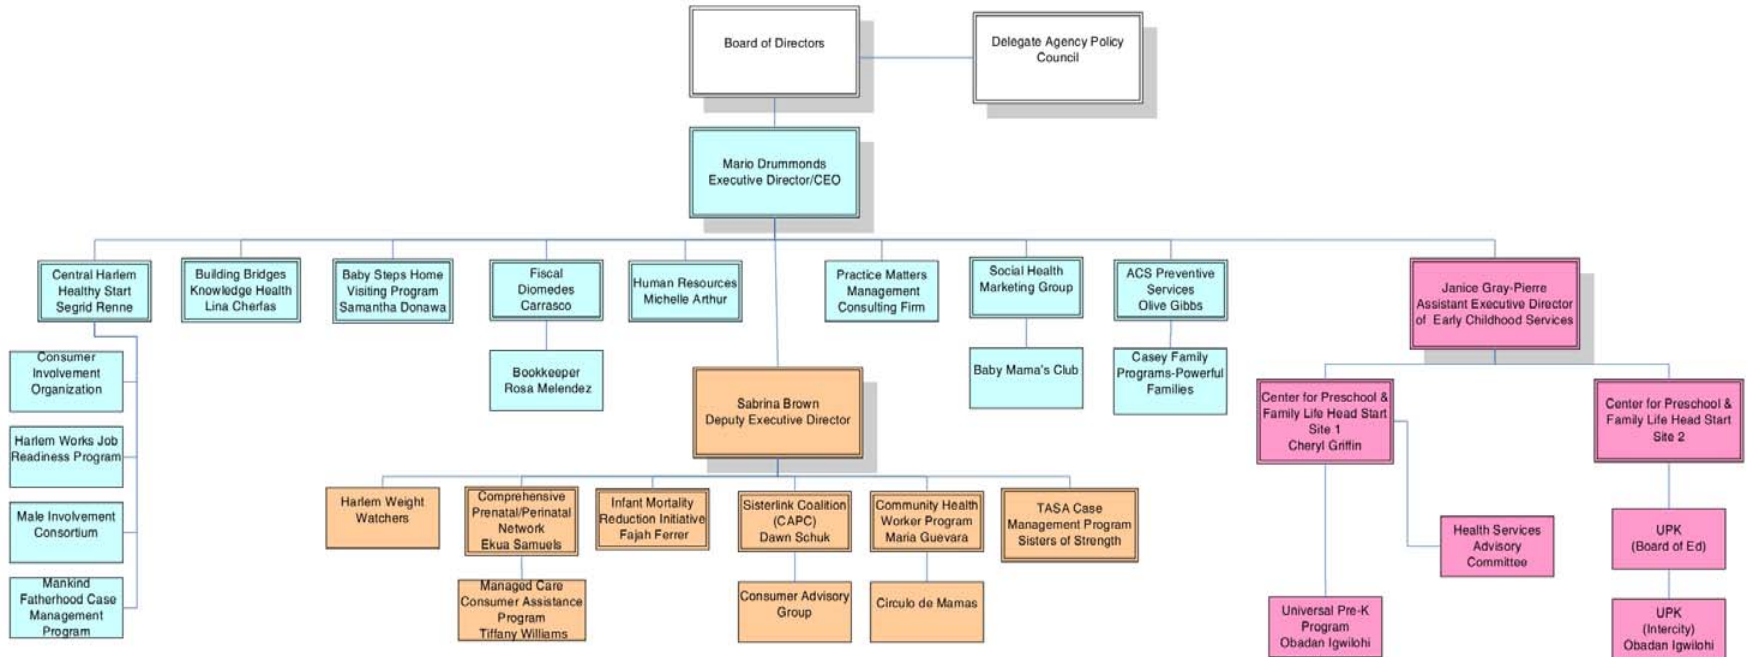 Board of Directors
Delegate Agency Policy
Council
Mario Drummonds
Executive Director/CEO
Central Harlem
Healthy Start
Segrid Renne
Building Bridges
Knowledge Health
Lina Cherfas
Baby Steps Home
Visiting Program
Samantha Donawa
Fiscal
Diomedes
Carrasco
Human Resources
Michelle Arthur
Practice Matters
Management
Consulting Firm
Social Health
Marketing Group
ACS Preventive
Services
Olive Gibbs
Janice Gray-Pierre
Assistant Executive Director
of Early Childhood Services
Consumer
Involvement
Organization
Bookkeeper
Rosa Melendez
Baby Mama's Club
Casey Family
Programs-Powerful
Families
Sabrina Brown
Deputy Executive Director
Center for Preschool &
Family Life Head Start
Site 1
Cheryl Griffin
Center for Preschool &
Family Life Head Start
Site 2
Harlem Works Job
Readiness Program
Male Involvement
Consortium
Mankind
Fatherhood Case
Management
Program
Harlem Weight
Watchers
Comprehensive
Prenatal/Perinatal
Network
Ekua Samuels
Infant Mortality
Reduction Initiative
Fajah Ferrer
Sisterlink Coalition
(CAPC)
Dawn Schuk
Community Health
Worker Program
Maria Guevara
TASA Case
Management Program
Sisters of Strength
Health Services
Advisory
Committee
UPK
(Board of Ed)
Managed Care
Consumer Assistance
Program
Tiffany Williams
Consumer Advisory
Group
Circulo de Mamas
Universal Pre-K
Program
Obadan Igwilohi
UPK
(Intercity)
Obadan Igwilohi